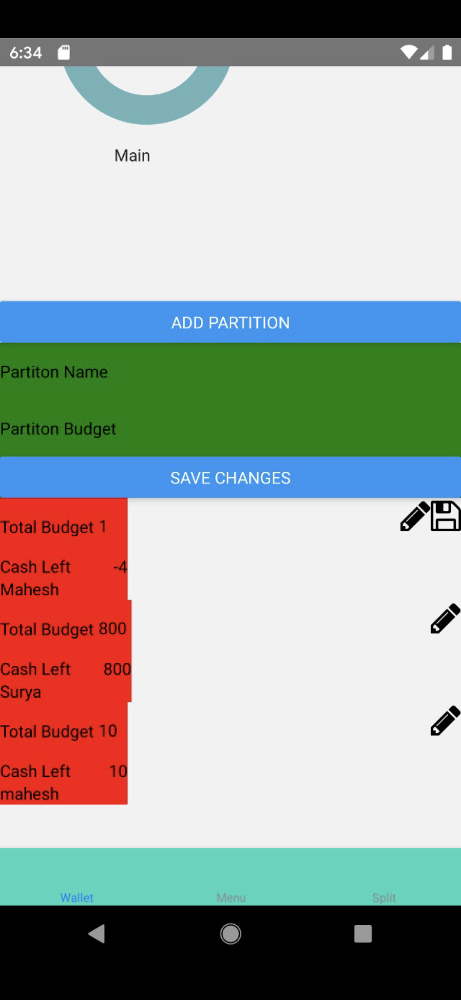 6:34
Main
ADD PARTITION
Partiton Name
Partiton Budget
SAVE CHANGES
Total Budget 1
Cash Left -4
Mahesh
Total Budget 800
Cash Left 800
Surya
Total Budget 10
Cash Left 10
mahesh
Wallet Menu Split